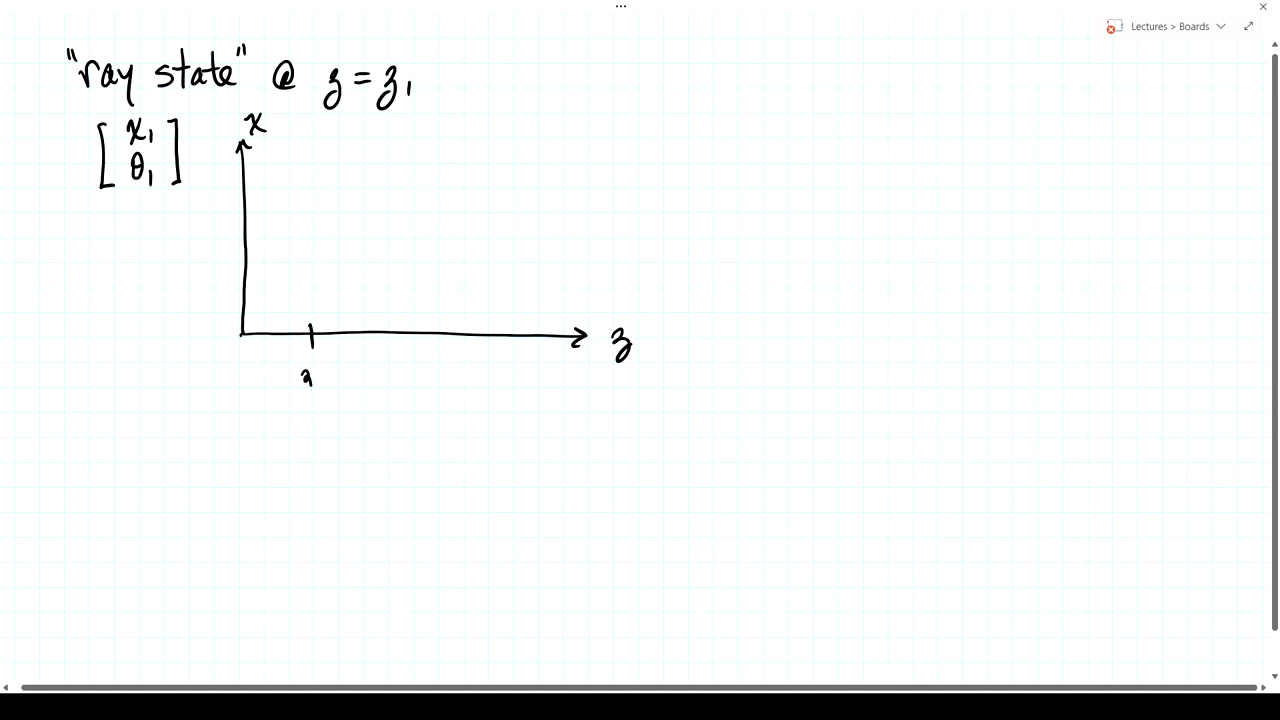 Lectures > Boards
"ray state" @ z = z₁
[ x₁
θ₁ ]
x
z